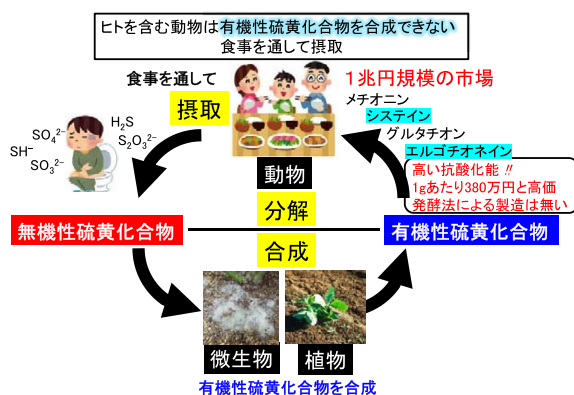 ヒトを含む動物は有機性硫黄化合物を合成できない
食事を通して摂取
食事を通して
摂取
1兆円規模の市場
メチオニン
システイン
グルタチオン
エルゴチオネイン
高い抗酸化能!!
1gあたり380万円と高価
発酵法による製造は無い
H₂S
SO₄²⁻
S₂O₃²⁻
SH⁻
SO₃²⁻
動物
分解
無機性硫黄化合物
有機性硫黄化合物
合成
微生物
植物
有機性硫黄化合物を合成